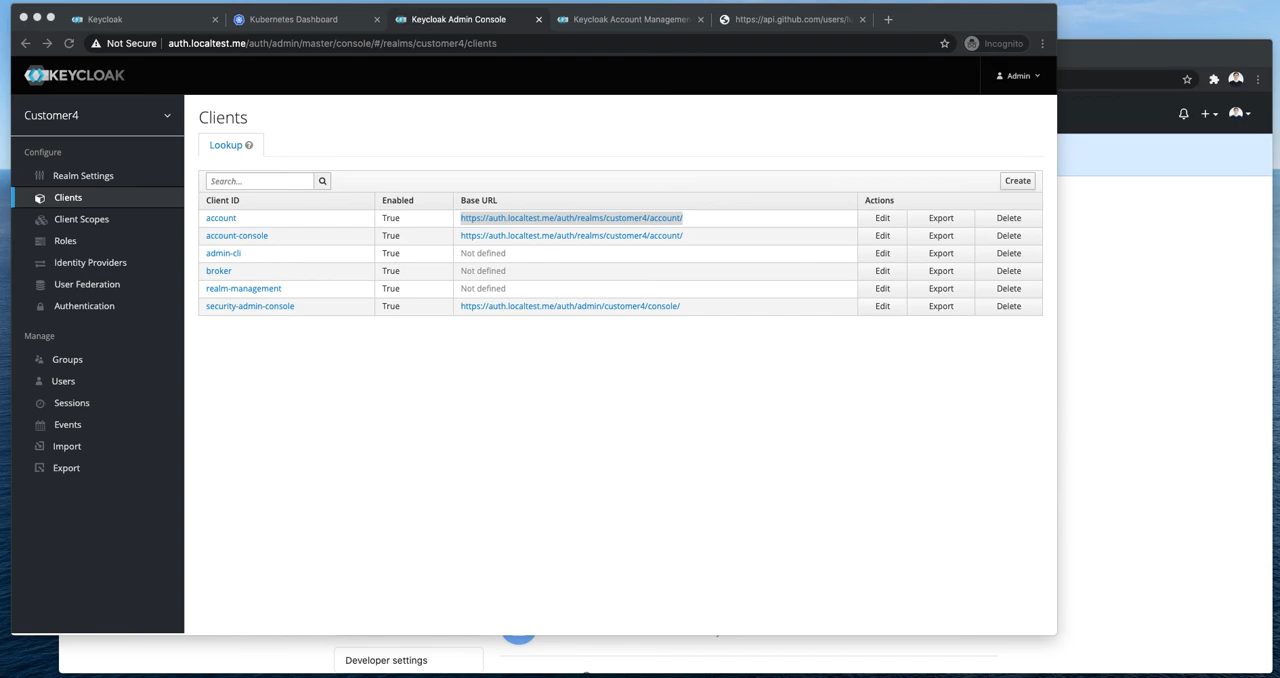 Keycloak
Kubernetes Dashboard
Keycloak Admin Console
Keycloak Account Managemen
https://api.github.com/users/lu
Not Secure
auth.localtest.me/auth/admin/master/console/#/realms/customer4/clients
Incognito
KEYCLOAK
Admin
Customer4
Configure
Realm Settings
Clients
Client Scopes
Roles
Identity Providers
User Federation
Authentication
Manage
Groups
Users
Sessions
Events
Import
Export
Clients
Lookup
Search...
Create
Client ID Enabled Base URL Actions
account True https://auth.localtest.me/auth/realms/customer4/account/ Edit Export Delete
account-console True https://auth.localtest.me/auth/realms/customer4/account/ Edit Export Delete
admin-cli True Not defined Edit Export Delete
broker True Not defined Edit Export Delete
realm-management True Not defined Edit Export Delete
security-admin-console True https://auth.localtest.me/auth/admin/customer4/console/ Edit Export Delete
Developer settings